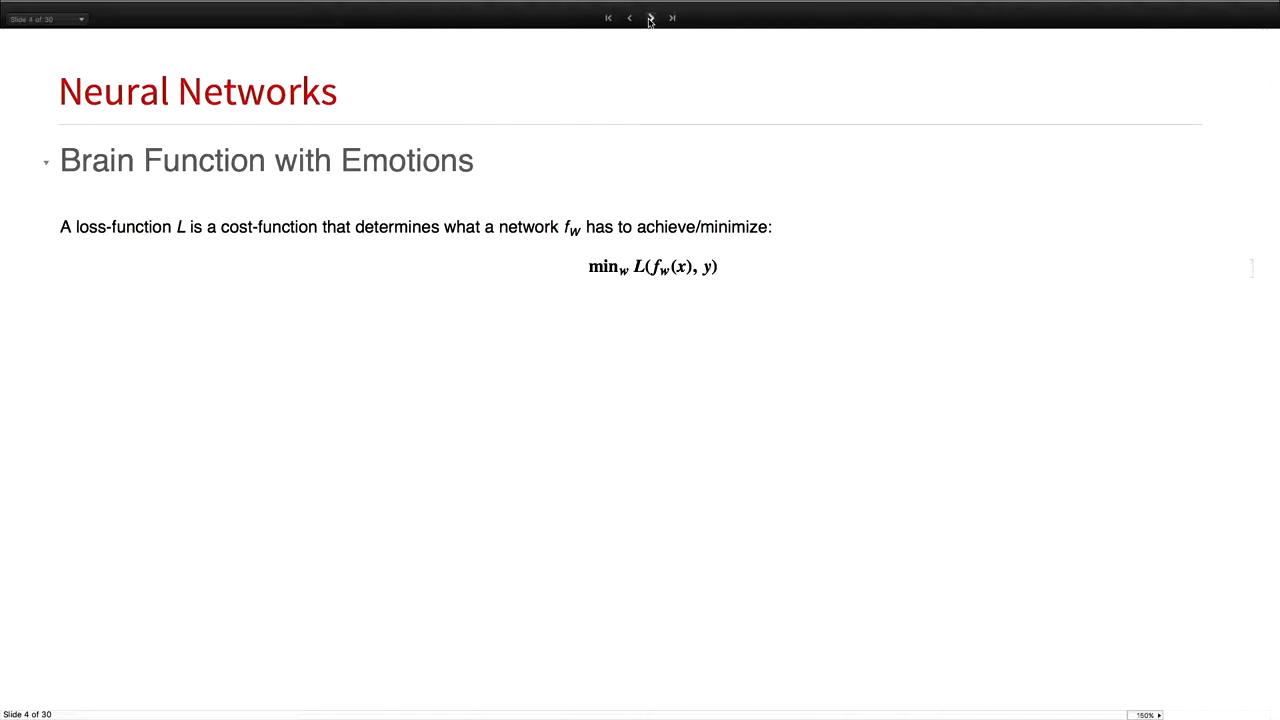 Slide 4 of 30
Neural Networks
Brain Function with Emotions
A loss-function L is a cost-function that determines what a network f_w has to achieve/minimize:
min_w L(f_w(x), y)
Slide 4 of 30
150%